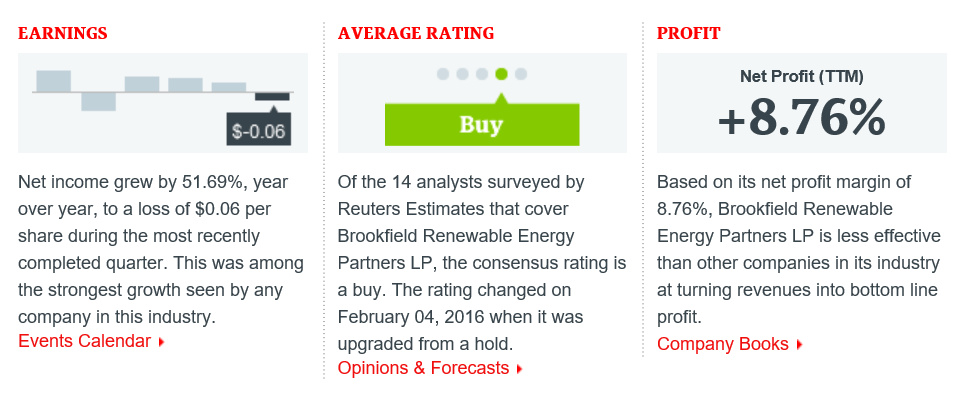 EARNINGS
$-0.06
Net income grew by 51.69%, year
over year, to a loss of $0.06 per
share during the most recently
completed quarter. This was among
the strongest growth seen by any
company in this industry.
Events Calendar
AVERAGE RATING
Buy
Of the 14 analysts surveyed by
Reuters Estimates that cover
Brookfield Renewable Energy
Partners LP, the consensus rating is
a buy. The rating changed on
February 04, 2016 when it was
upgraded from a hold.
Opinions & Forecasts
PROFIT
Net Profit (TTM)
+8.76%
Based on its net profit margin of
8.76%, Brookfield Renewable
Energy Partners LP is less effective
than other companies in its industry
at turning revenues into bottom line
profit.
Company Books